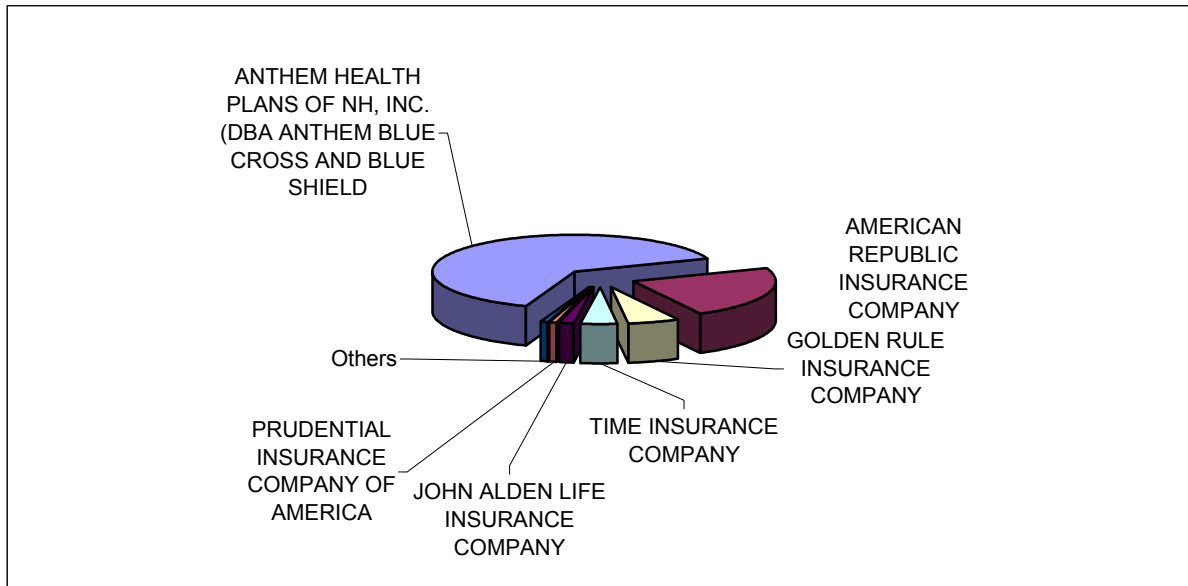 ANTHEM HEALTH
PLANS OF NH, INC.
(DBA ANTHEM BLUE
CROSS AND BLUE
SHIELD
AMERICAN
REPUBLIC
INSURANCE
COMPANY
GOLDEN RULE
INSURANCE
COMPANY
TIME INSURANCE
COMPANY
JOHN ALDEN LIFE
INSURANCE
COMPANY
PRUDENTIAL
INSURANCE
COMPANY OF
AMERICA
Others